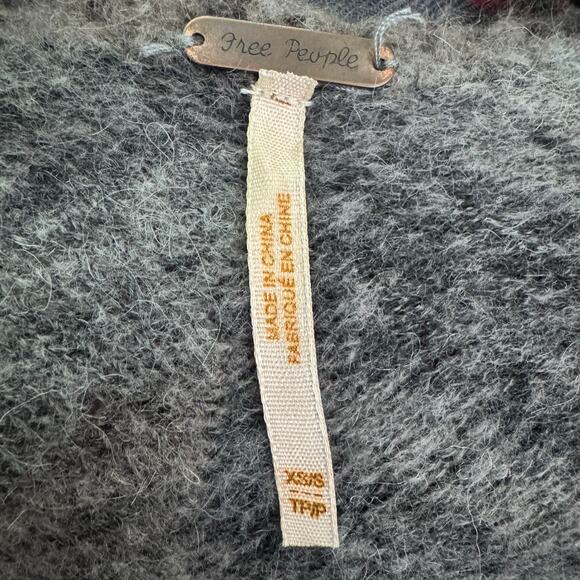 Free People
MADE IN CHINA
FABRIQUÉ EN CHINE
XS/S
TP/P